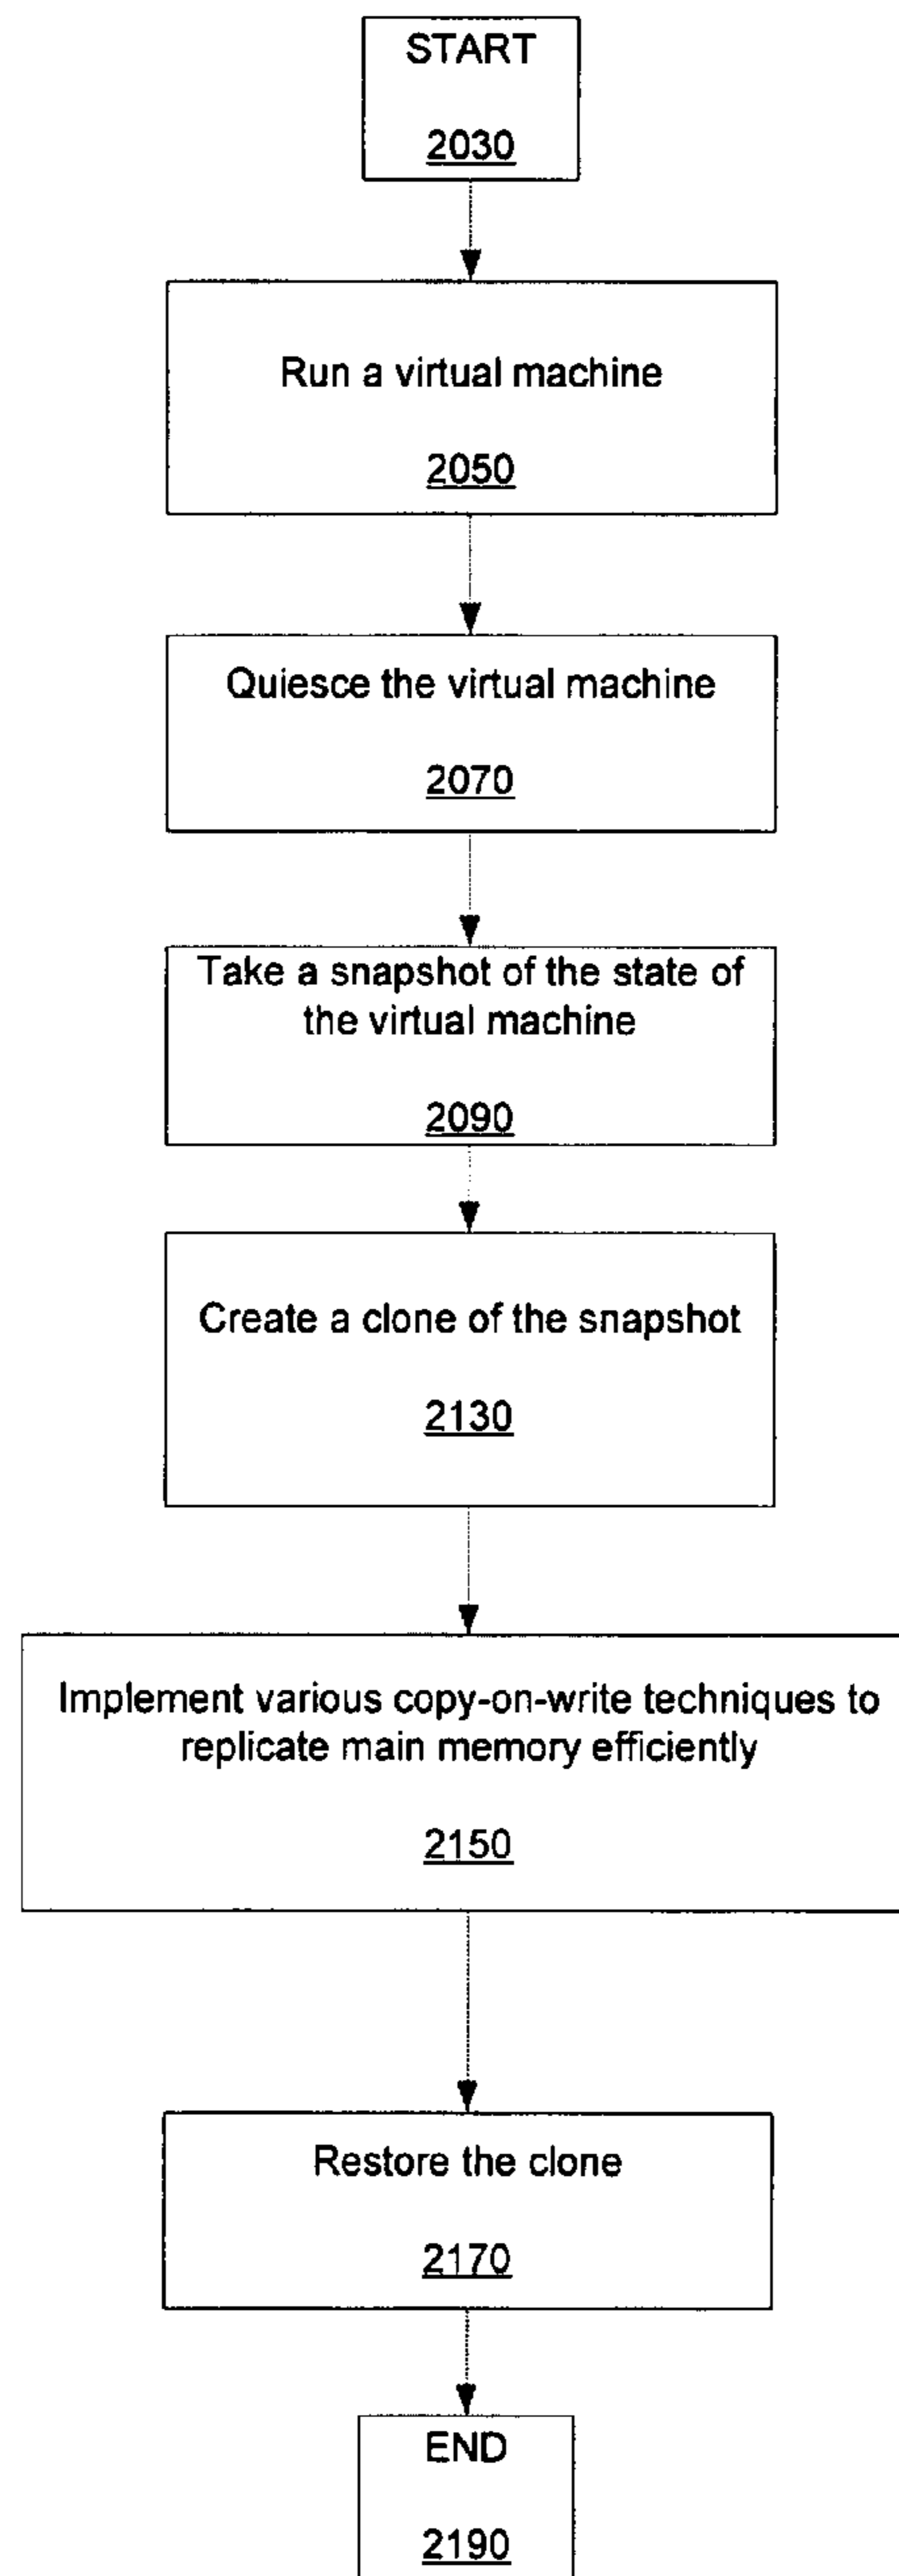 START
2030
Run a virtual machine
2050
Quiesce the virtual machine
2070
Take a snapshot of the state of
the virtual machine
2090
Create a clone of the snapshot
2130
Implement various copy-on-write techniques to
replicate main memory efficiently
2150
Restore the clone
2170
END
2190